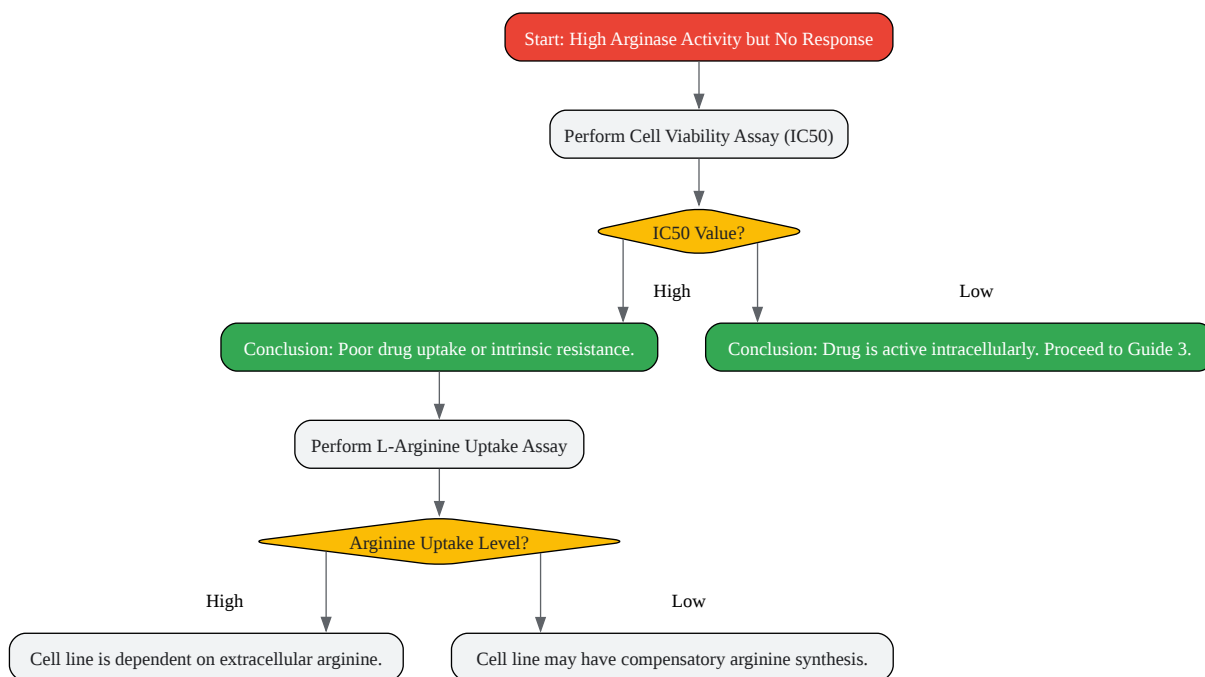 Start: High Arginase Activity but No Response
Perform Cell Viability Assay (IC50)
IC50 Value?
High
Low
Conclusion: Poor drug uptake or intrinsic resistance.
Conclusion: Drug is active intracellularly. Proceed to Guide 3.
Perform L-Arginine Uptake Assay
Arginine Uptake Level?
High
Low
Cell line is dependent on extracellular arginine.
Cell line may have compensatory arginine synthesis.